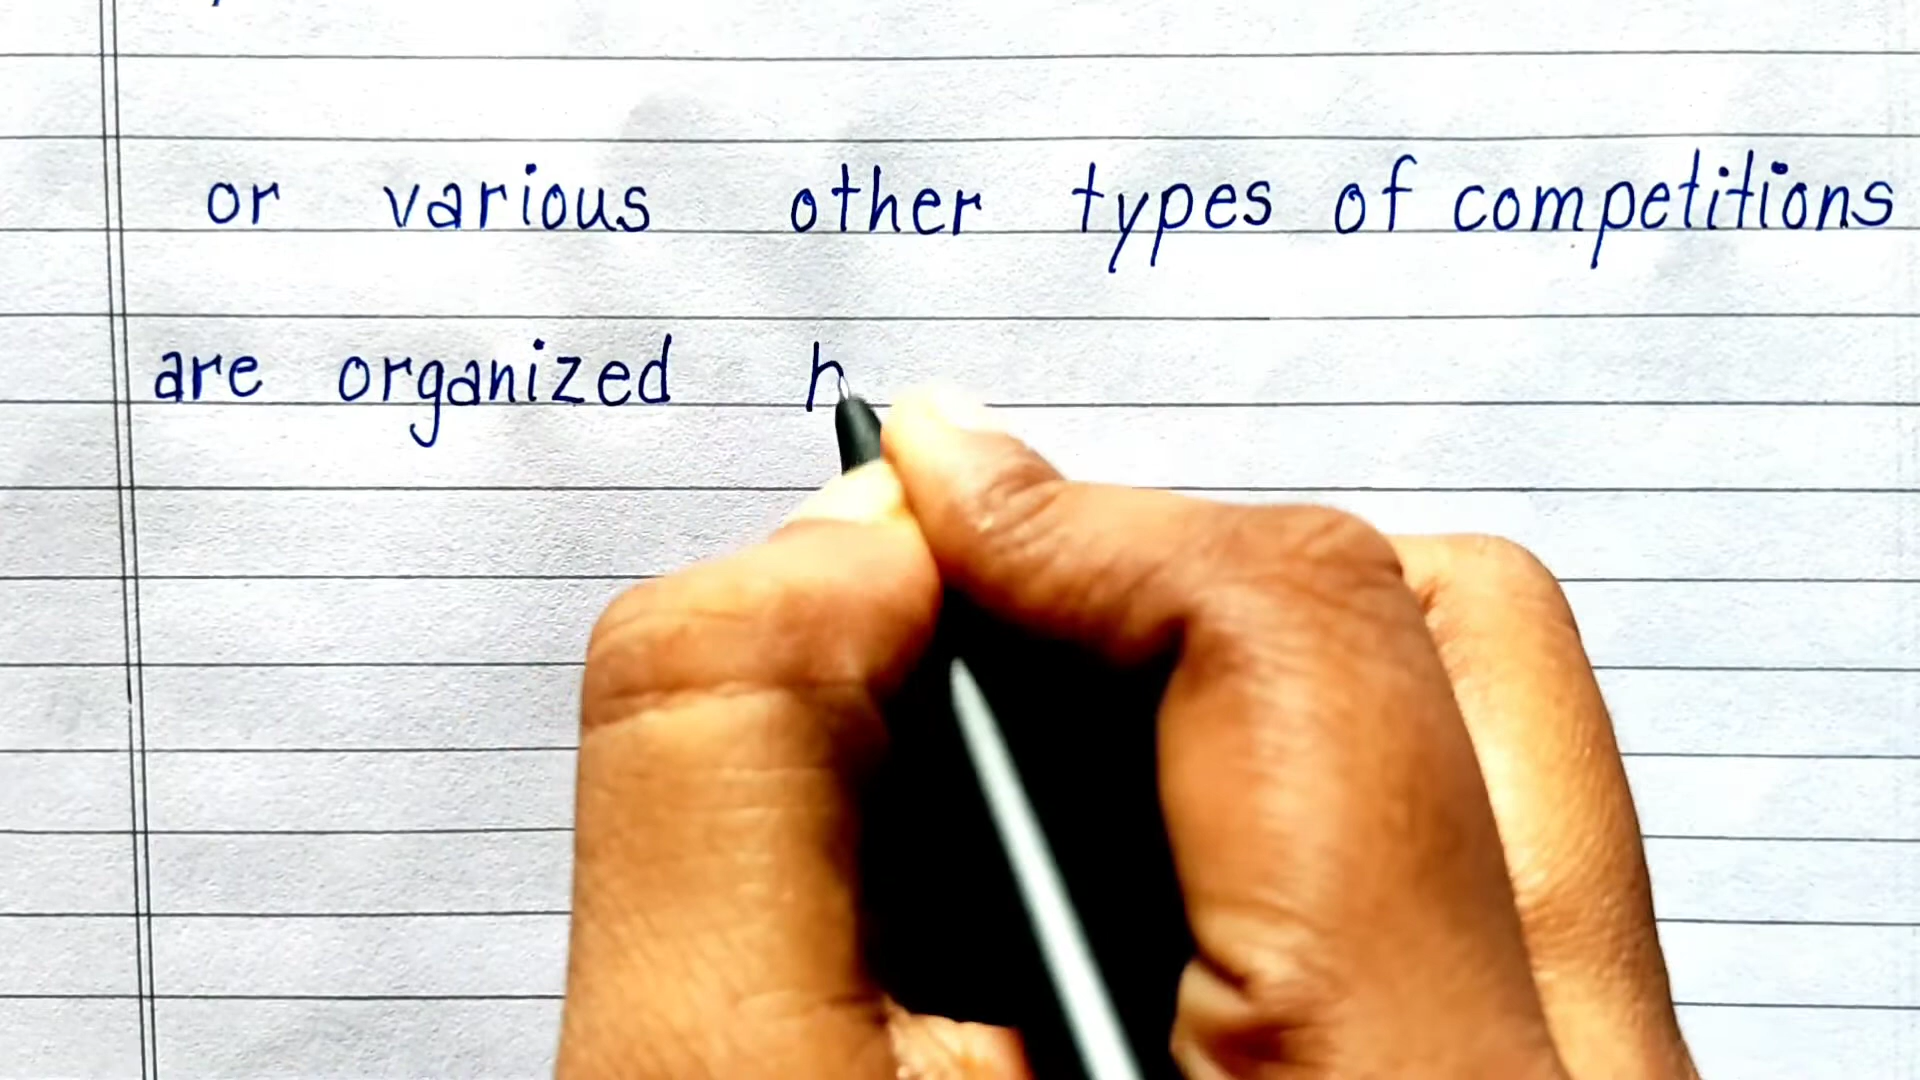 or various other types of competitions
are organized h